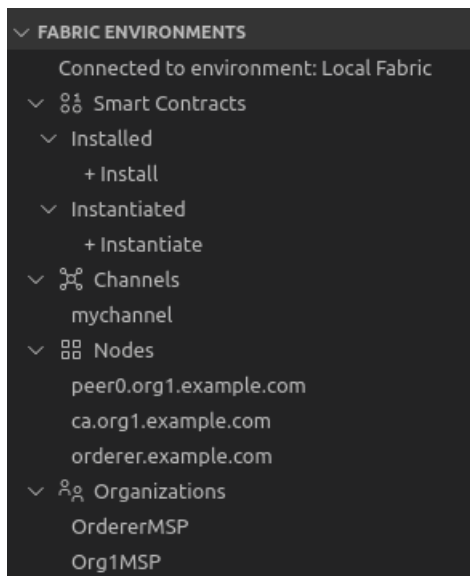 FABRIC ENVIRONMENTS
Connected to environment: Local Fabric
Smart Contracts
Installed
+ Install
Instantiated
+ Instantiate
Channels
mychannel
Nodes
peer0.org1.example.com
ca.org1.example.com
orderer.example.com
Organizations
OrdererMSP
Org1MSP